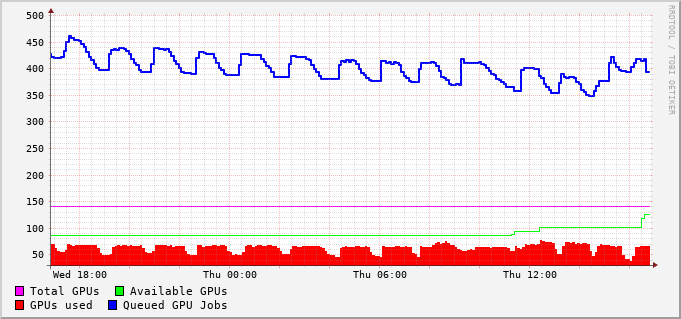 500
450
400
350
300
250
200
150
100
50
Wed 18:00 Thu 00:00 Thu 06:00 Thu 12:00
Total GPUs Available GPUs
GPUs used Queued GPU Jobs
RRDTOOL / TOBI OETIKER